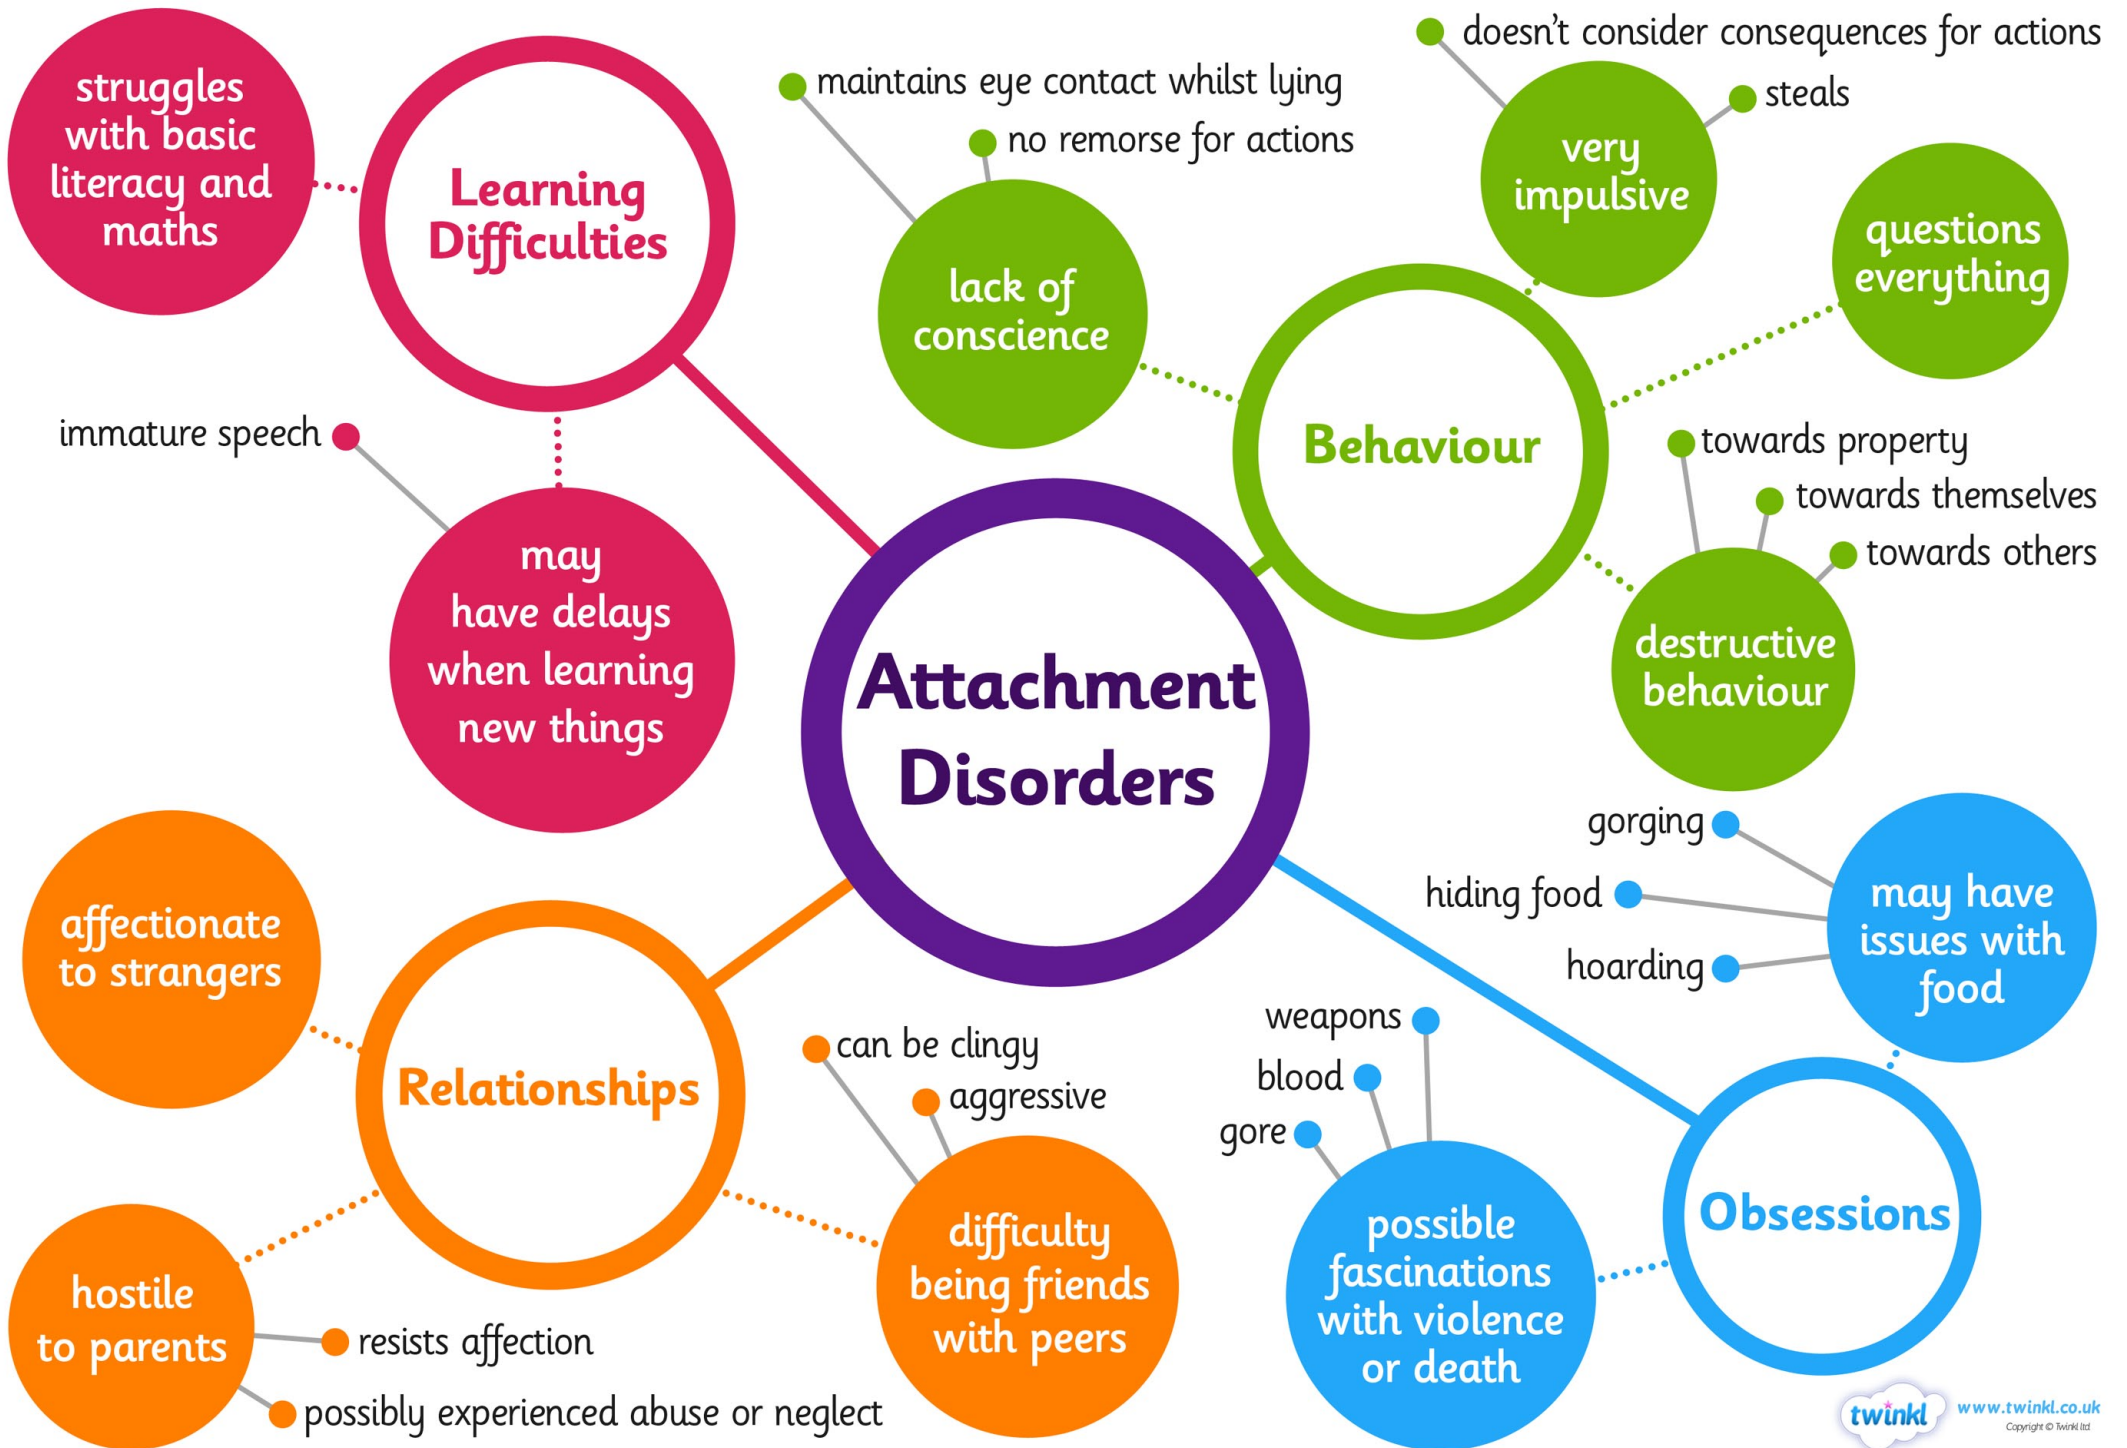 Attachment
Disorders
Learning
Difficulties
struggles
with basic
literacy and
maths
may
have delays
when learning
new things
immature speech
Behaviour
lack of
conscience
maintains eye contact whilst lying
no remorse for actions
very
impulsive
doesn't consider consequences for actions
steals
questions
everything
destructive
behaviour
towards property
towards themselves
towards others
Relationships
affectionate
to strangers
hostile
to parents
resists affection
possibly experienced abuse or neglect
difficulty
being friends
with peers
can be clingy
aggressive
Obsessions
may have
issues with
food
gorging
hiding food
hoarding
possible
fascinations
with violence
or death
weapons
blood
gore
twinkl
www.twinkl.co.uk
Copyright © Twinkl ltd